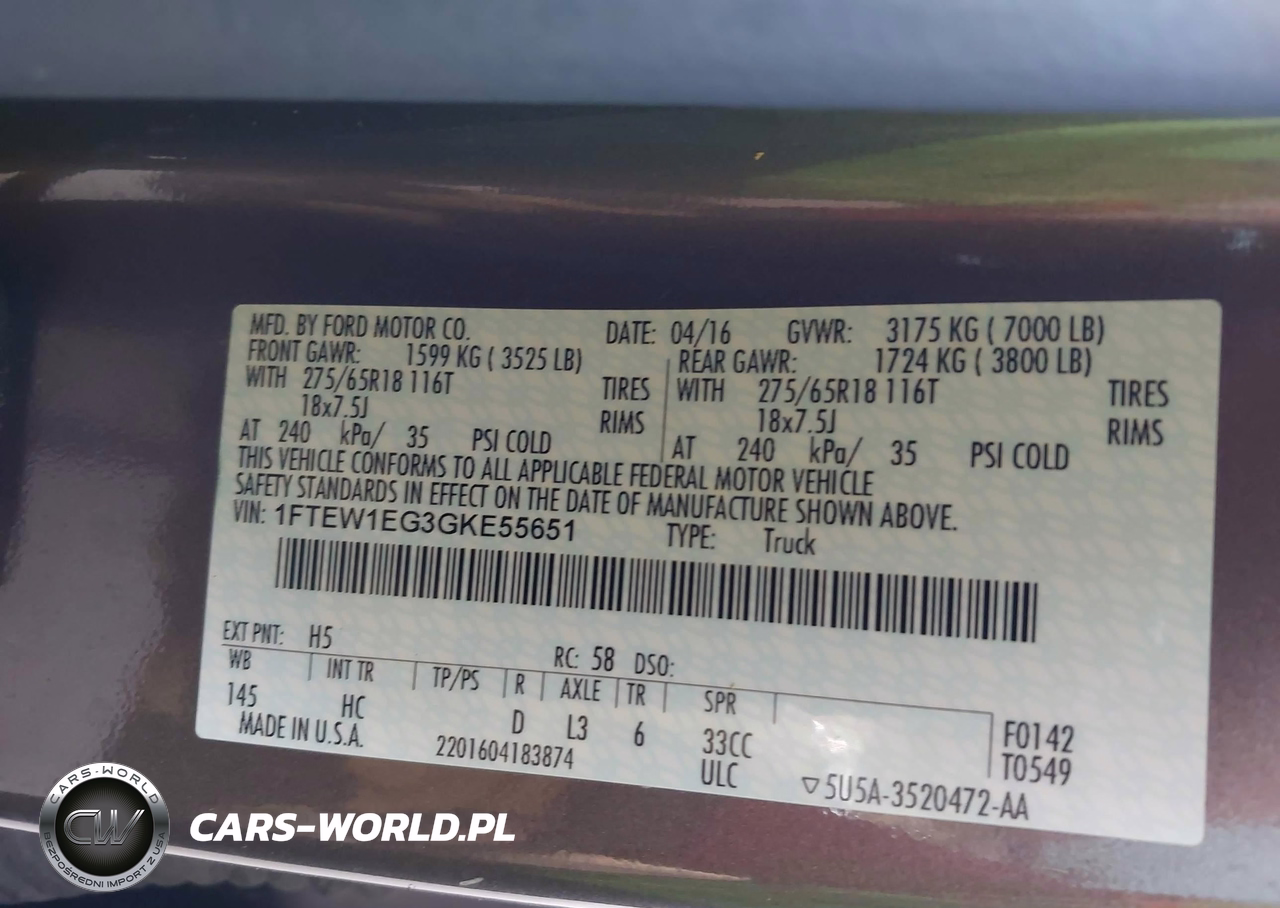 MFD. BY FORD MOTOR CO. DATE: 04/16 GVWR: 3175 KG ( 7000 LB)
FRONT GAWR: 1599 KG ( 3525 LB) REAR GAWR: 1724 KG ( 3800 LB)
WITH 275/65R18 116T TIRES WITH 275/65R18 116T TIRES
18x7.5J RIMS 18x7.5J RIMS
AT 240 kPa/ 35 PSI COLD AT 240 kPa/ 35 PSI COLD
THIS VEHICLE CONFORMS TO ALL APPLICABLE FEDERAL MOTOR VEHICLE
SAFETY STANDARDS IN EFFECT ON THE DATE OF MANUFACTURE SHOWN ABOVE.
VIN: 1FTEW1EG3GKE55651 TYPE: Truck
EXT PNT: H5 RC: 58 DSO:
WB INT TR TP/PS R AXLE TR SPR
145 HC D L3 6 33CC F0142
MADE IN U.S.A. 2201604183874 ULC T0549
▽5U5A-3520472-AA
CARS-WORLD
CW
BEZPOŚREDNI IMPORT Z USA
CARS-WORLD.PL